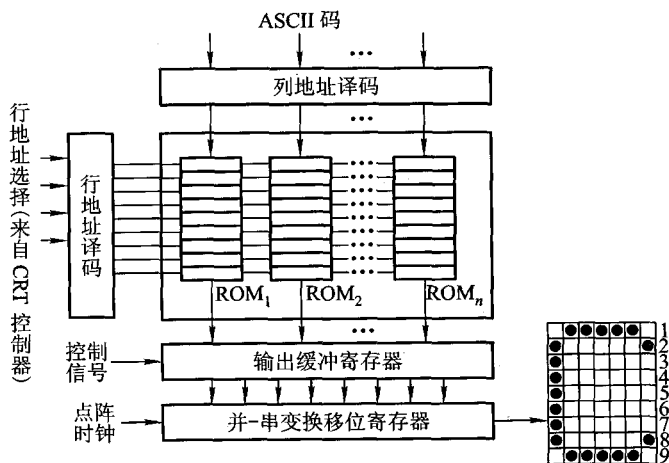 ASCII 码
…
列地址译码
…
行地址选择(来自 CRT 控制器)
行地址译码
ROM₁
ROM₂
ROMₙ
…
控制
信号
输出缓冲寄存器
点阵
时钟
并-串变换移位寄存器
1
2
3
4
5
6
7
8
9